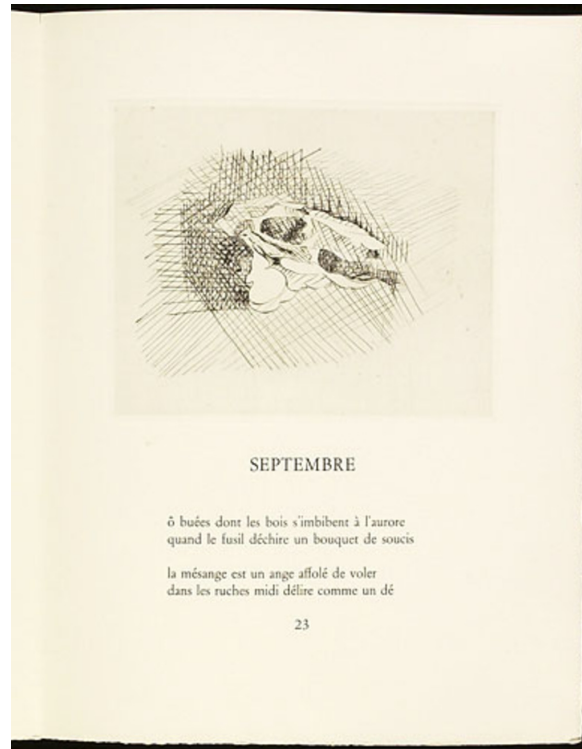 SEPTEMBRE
ô buées dont les bois s'imbibent à l'aurore
quand le fusil déchire un bouquet de soucis
la mésange est un ange affolé de voler
dans les ruches midi délire comme un dé
23